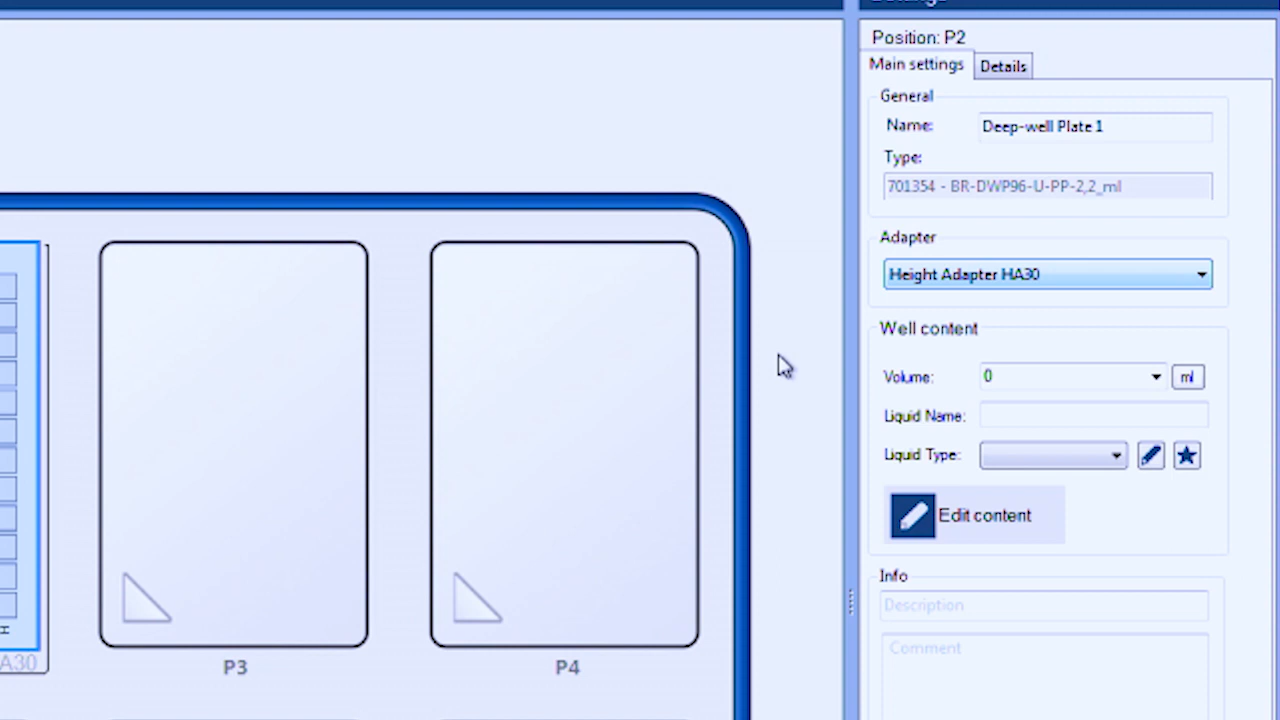 Position: P2
Main settings
Details
General
Name:
Deep-well Plate 1
Type:
701354 - BR-DWP96-U-PP-2,2_ml
Adapter
Height Adapter HA30
Well content
Volume:
0
ml
Liquid Name:
Liquid Type:
Edit content
Info
Description
Comment
H
A30
P3
P4